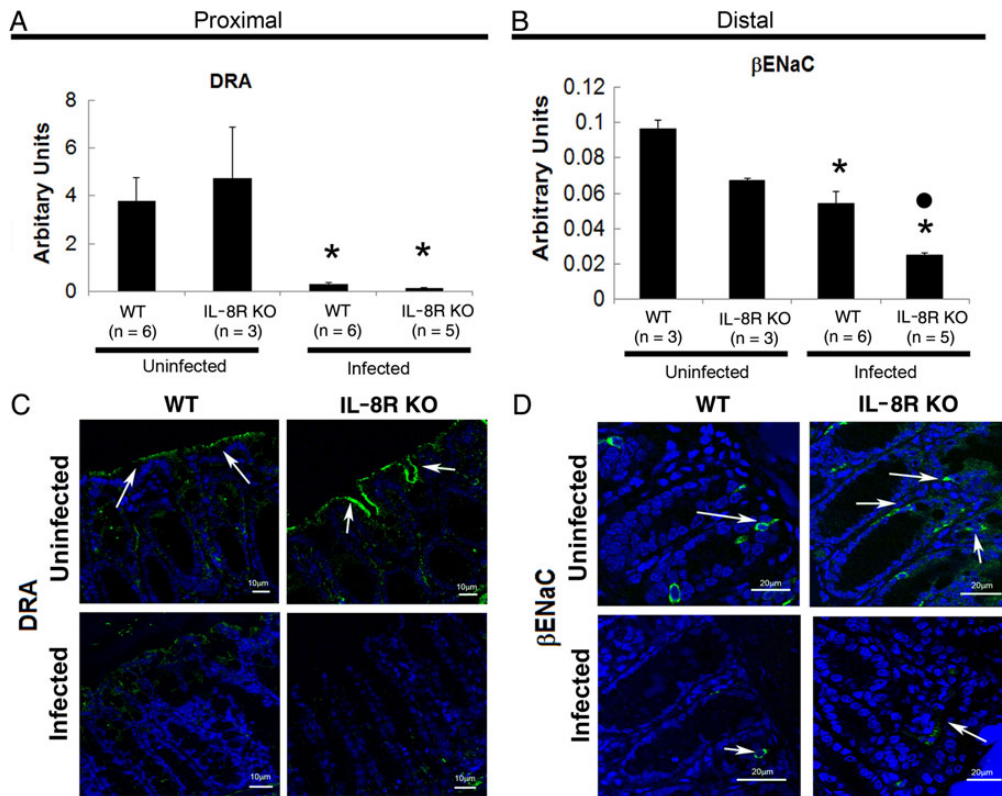 A
Proximal
DRA
Arbitary Units
8
6
4
2
0
*
*
WT
(n = 6)
IL-8R KO
(n = 3)
WT
(n = 6)
IL-8R KO
(n = 5)
Uninfected
Infected
B
Distal
βENaC
Arbitrary Units
0.12
0.1
0.08
0.06
0.04
0.02
0
*
●
*
WT
(n = 3)
IL-8R KO
(n = 3)
WT
(n = 6)
IL-8R KO
(n = 5)
Uninfected
Infected
C
WT
IL-8R KO
DRA
Uninfected
10μm
10μm
Infected
10μm
10μm
D
WT
IL-8R KO
βENaC
Uninfected
20μm
20μm
Infected
20μm
20μm